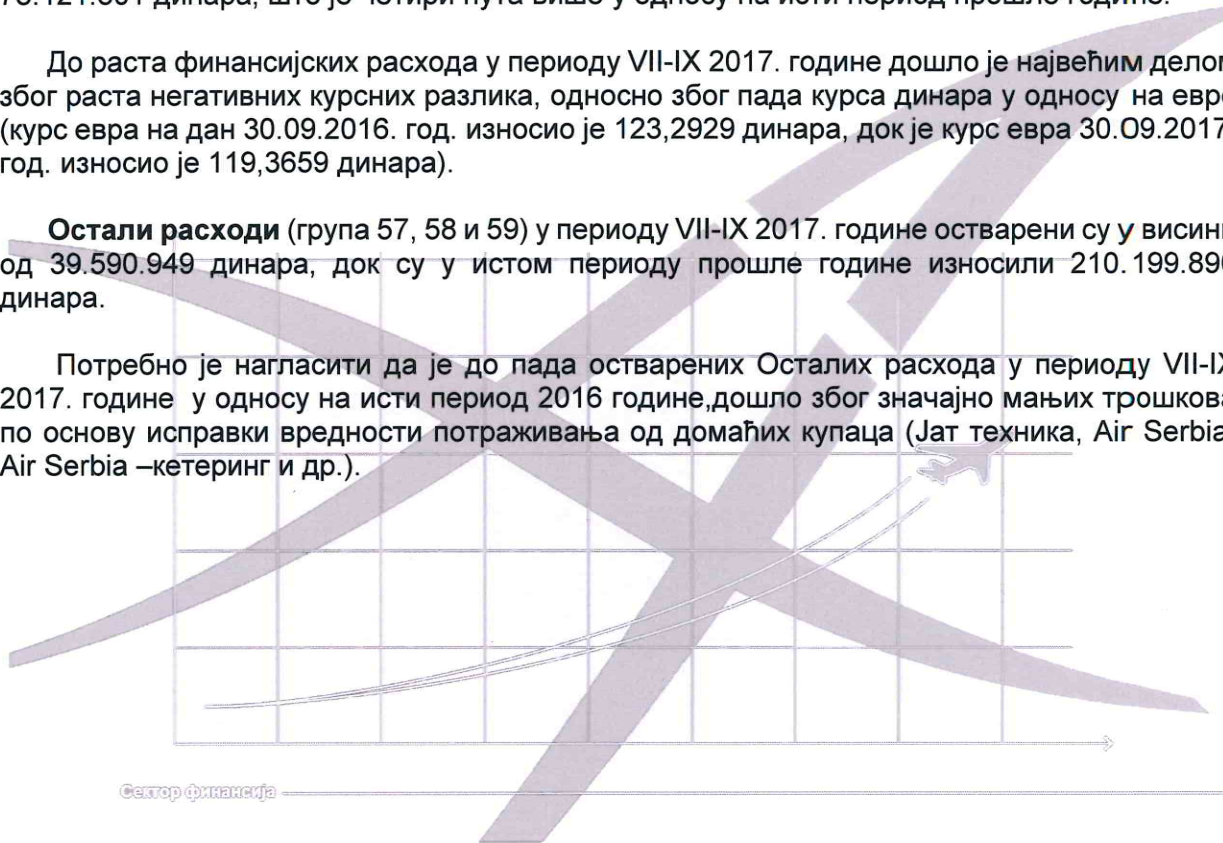 До раста финансијских расхода у периоду VII-IX 2017. године дошло је највећим делом
због раста негативних курсних разлика, односно због пада курса динара у односу на евро
(курс евра на дан 30.09.2016. год. износио је 123,2929 динара, док је курс евра 30.09.2017
год. износио је 119,3659 динара).
Остали расходи (група 57, 58 и 59) у периоду VII-IX 2017. године остварени су у висини
од 39.590.949 динара, док су у истом периоду прошле године износили 210.199.890
динара.
Потребно је нагласити да је до пада остварених Осталих расхода у периоду VII-IX
2017. године у односу на исти период 2016 године,дошло због значајно мањих трошкова
по основу исправки вредности потраживања од домаћих купаца (Јат техника, Air Serbia
Air Serbia –кетеринг и др.).
Сектор финансија